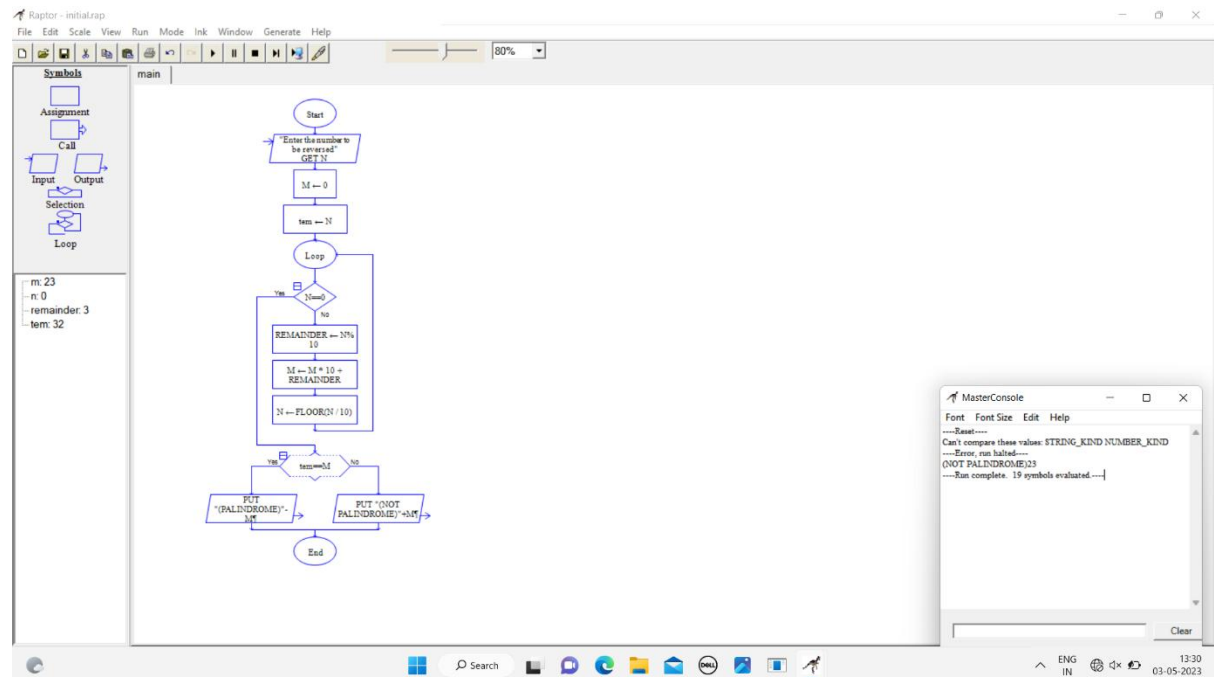 Raptor - initial.rap
File Edit Scale View Run Mode Ink Window Generate Help
80%
Symbols
Assignment
Call
Input Output
Selection
Loop
m: 23
n: 0
remainder: 3
tem: 32
main
Start
"Enter the number to
be reversed"
GET N
M ← 0
tem ← N
Loop
Yes
N==0
No
REMAINDER ← N%
10
M ← M * 10 +
REMAINDER
N ← FLOOR(N / 10)
Yes
tem==M
No
PUT
"(PALINDROME)"-
M¶
PUT "(NOT
PALINDROME)"+M¶
End
MasterConsole
Font Font Size Edit Help
----Reset----
Can't compare these values: STRING_KIND NUMBER_KIND
----Error, run halted----
(NOT PALINDROME)23
----Run complete. 19 symbols evaluated.----
Clear
Search
DELL
ENG
IN
13:30
03-05-2023